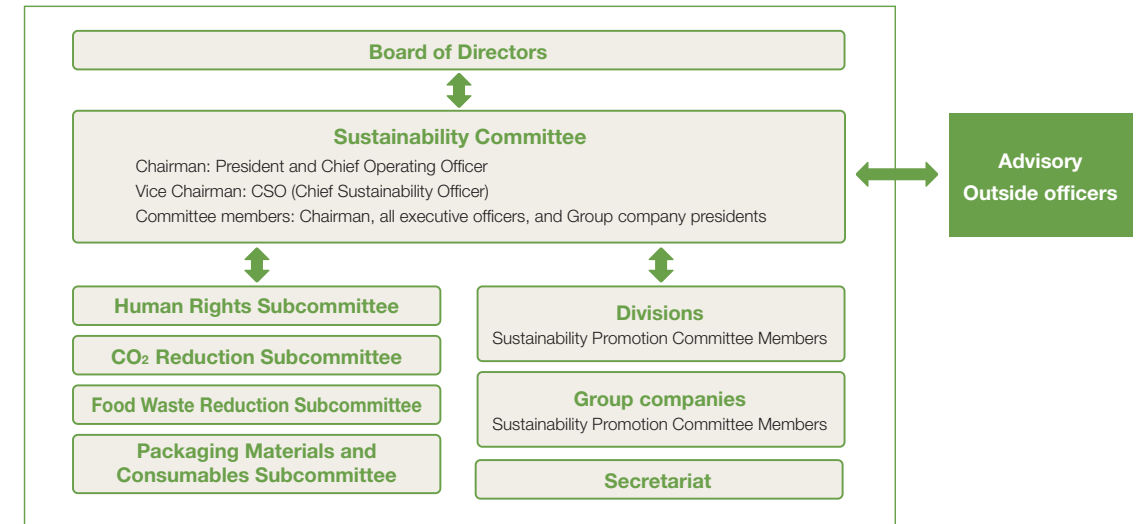 Board of Directors
Sustainability Committee
Chairman: President and Chief Operating Officer
Vice Chairman: CSO (Chief Sustainability Officer)
Committee members: Chairman, all executive officers, and Group company presidents
Advisory
Outside officers
Human Rights Subcommittee
CO₂ Reduction Subcommittee
Food Waste Reduction Subcommittee
Packaging Materials and
Consumables Subcommittee
Divisions
Sustainability Promotion Committee Members
Group companies
Sustainability Promotion Committee Members
Secretariat